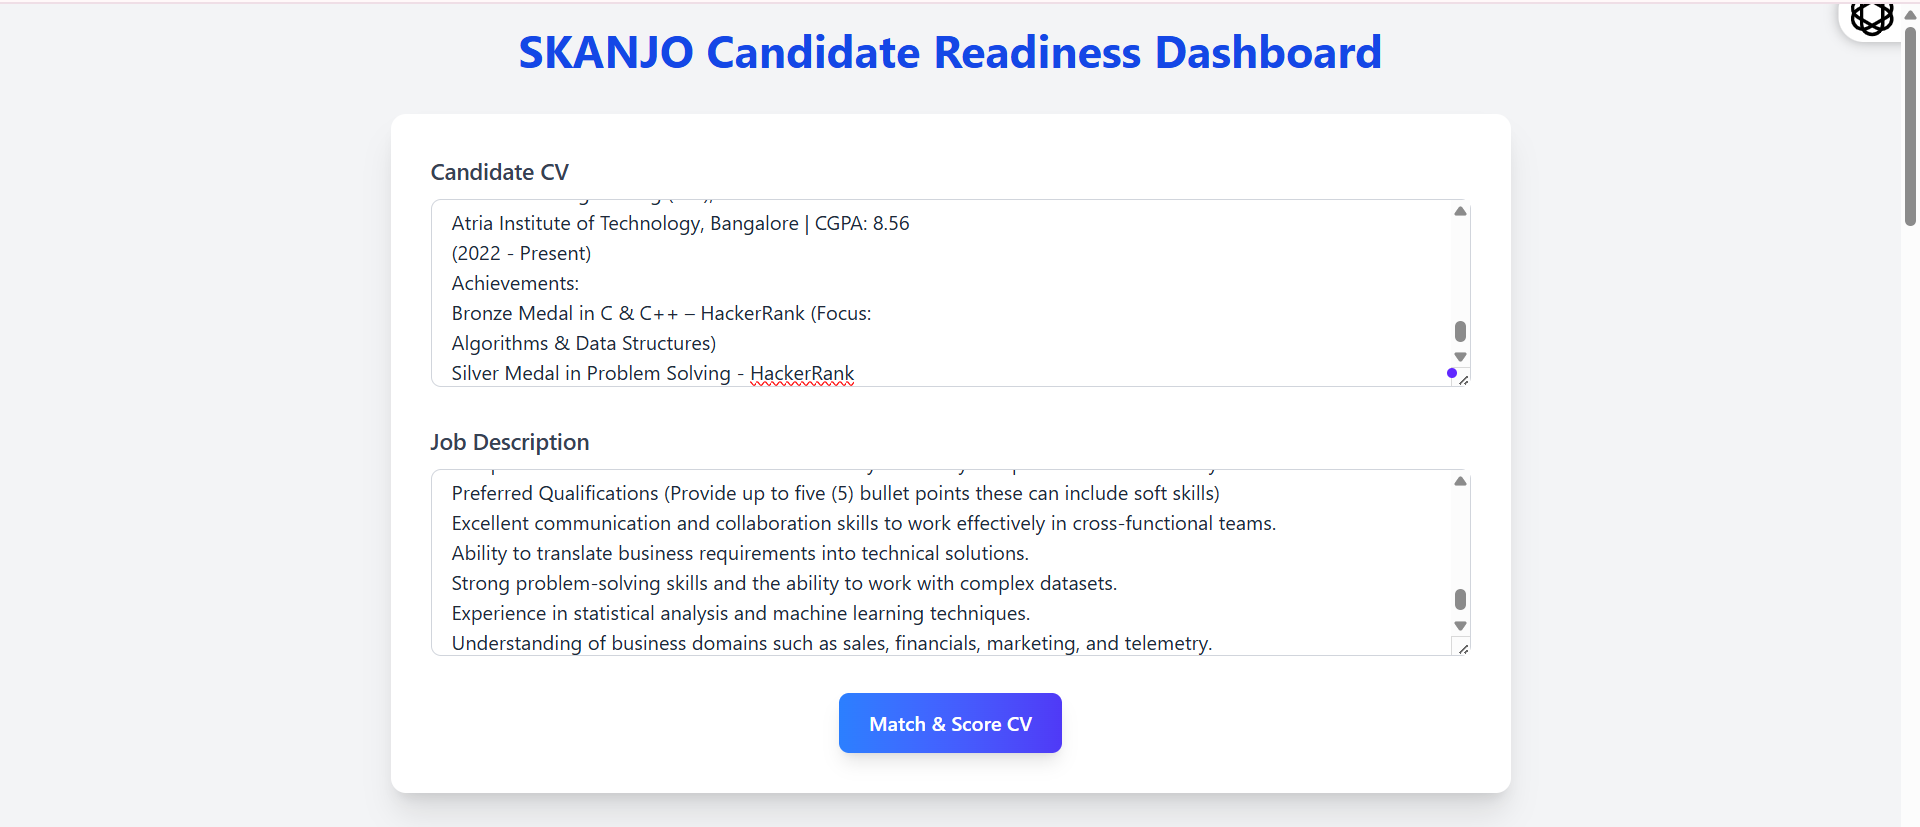 SKANJO Candidate Readiness Dashboard
Candidate CV
Atria Institute of Technology, Bangalore | CGPA: 8.56
(2022 - Present)
Achievements:
Bronze Medal in C & C++ – HackerRank (Focus:
Algorithms & Data Structures)
Silver Medal in Problem Solving - HackerRank
Job Description
Preferred Qualifications (Provide up to five (5) bullet points these can include soft skills)
Excellent communication and collaboration skills to work effectively in cross-functional teams.
Ability to translate business requirements into technical solutions.
Strong problem-solving skills and the ability to work with complex datasets.
Experience in statistical analysis and machine learning techniques.
Understanding of business domains such as sales, financials, marketing, and telemetry.
Match & Score CV